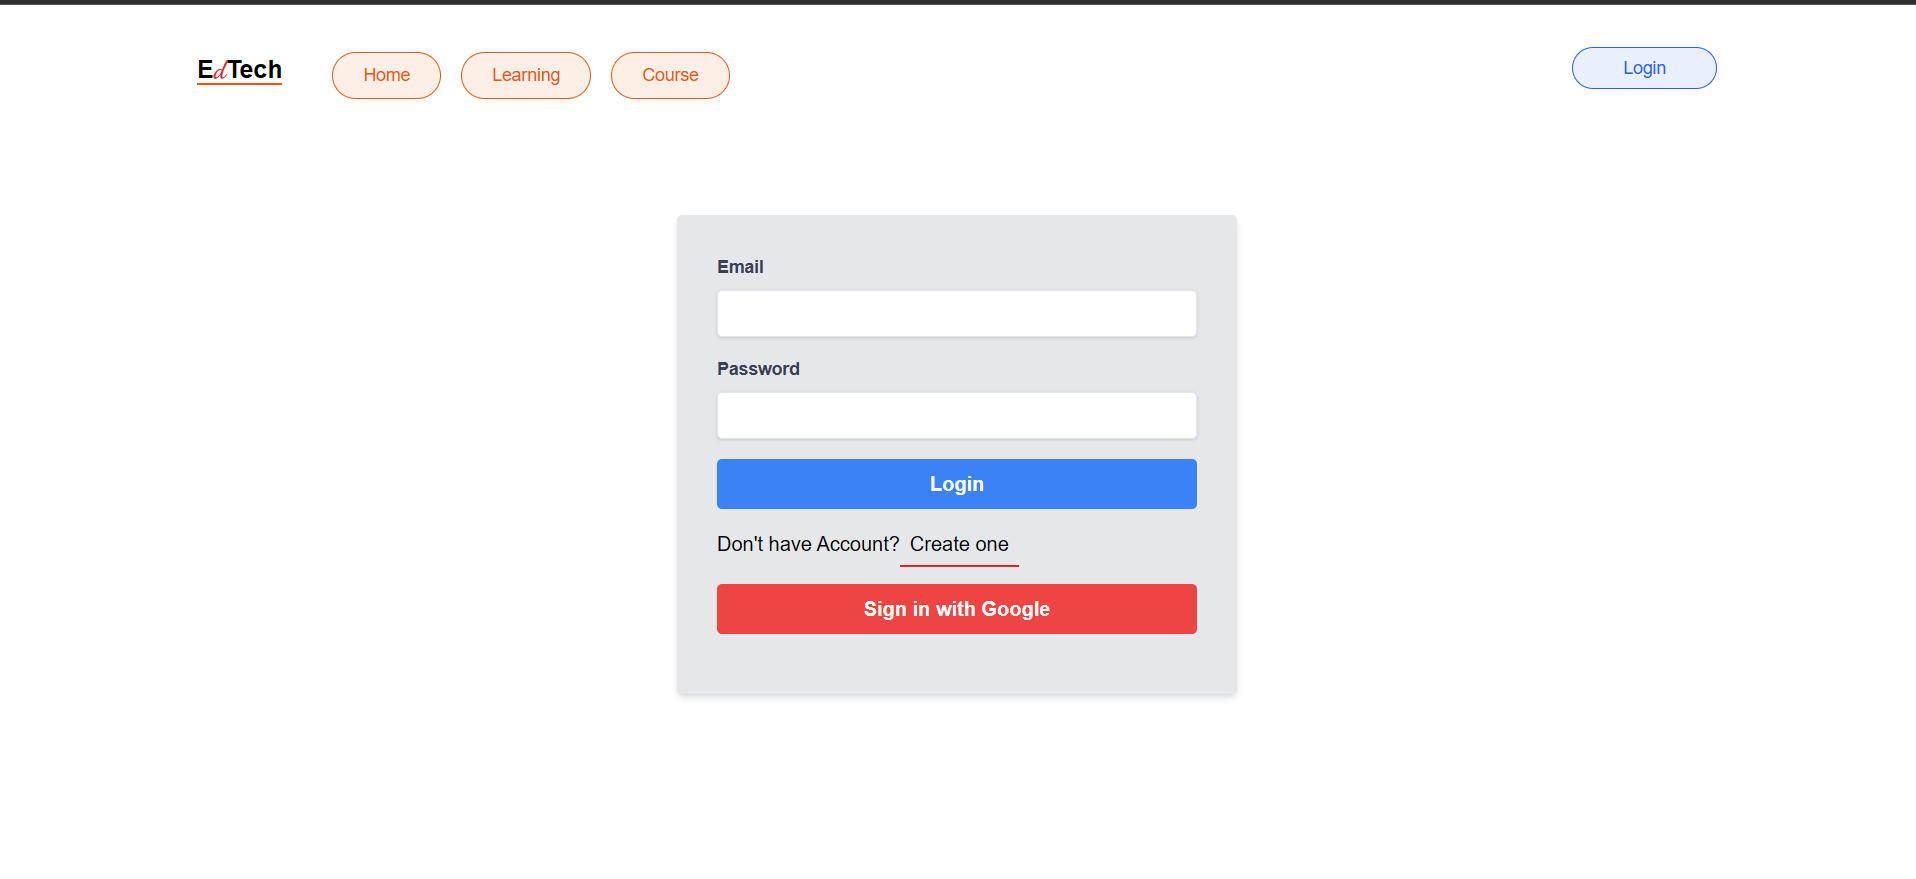 EdTech Home Learning Course Login
Email
Password
Login
Don't have Account? Create one
Sign in with Google